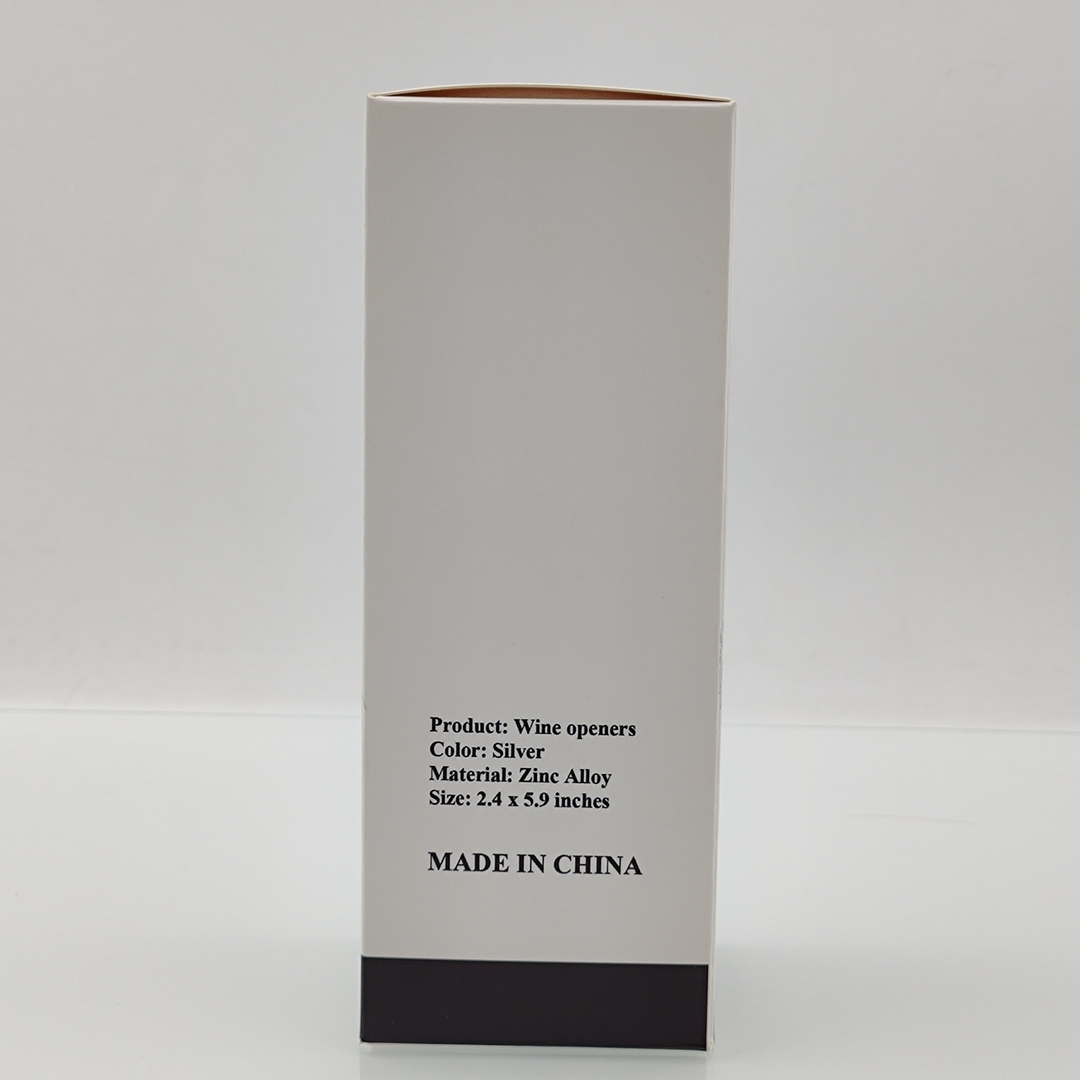 Product: Wine openers
Color: Silver
Material: Zinc Alloy
Size: 2.4 x 5.9 inches
MADE IN CHINA